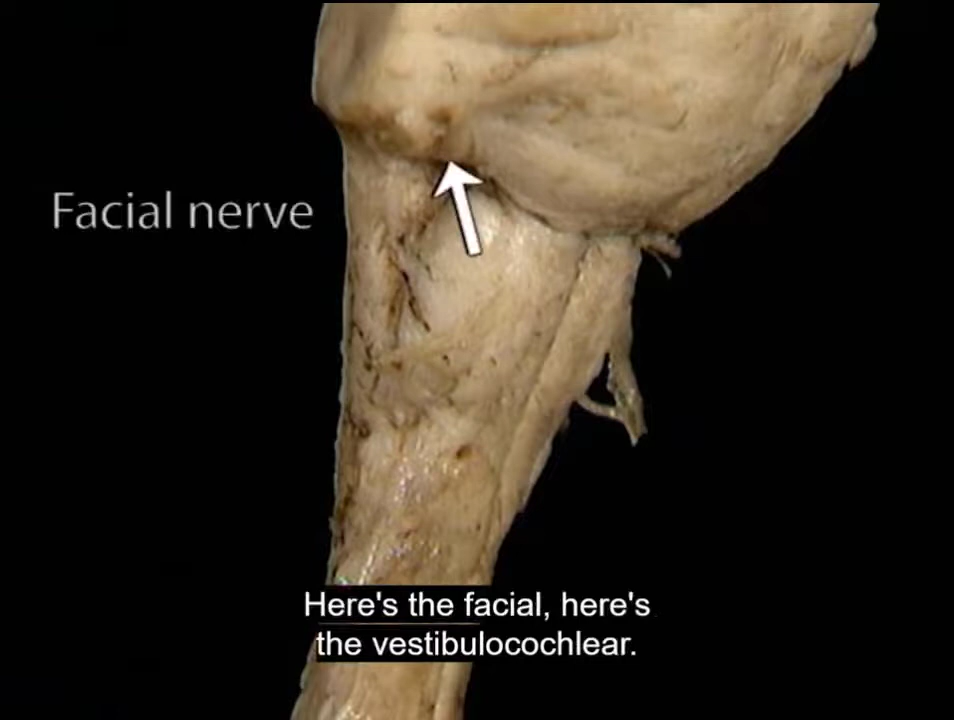 Facial nerve
Here's the facial, here's
the vestibulocochlear.